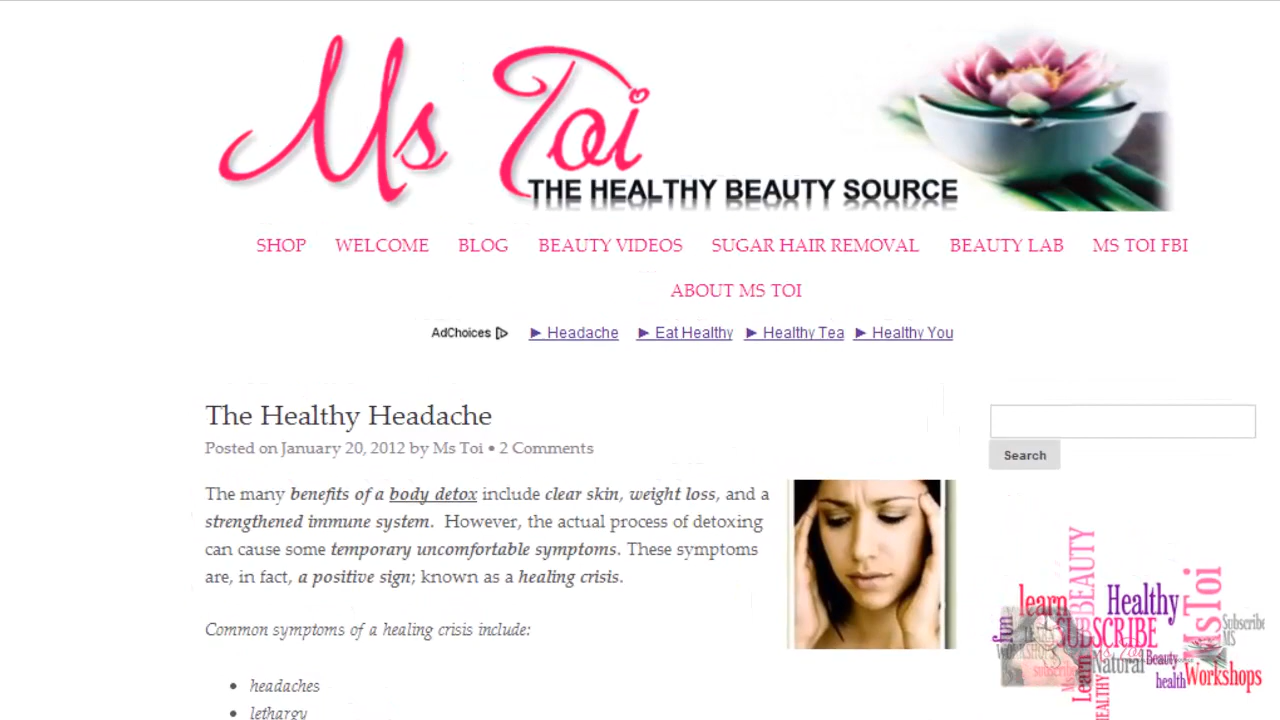 Ms Toi
THE HEALTHY BEAUTY SOURCE
SHOP WELCOME BLOG BEAUTY VIDEOS SUGAR HAIR REMOVAL BEAUTY LAB MS TOI FBI
ABOUT MS TOI
AdChoices ► Headache ► Eat Healthy ► Healthy Tea ► Healthy You
The Healthy Headache
Posted on January 20, 2012 by Ms Toi • 2 Comments
Search
The many benefits of a body detox include clear skin, weight loss, and a
strengthened immune system. However, the actual process of detoxing
can cause some temporary uncomfortable symptoms. These symptoms
are, in fact, a positive sign; known as a healing crisis.
Common symptoms of a healing crisis include:
• headaches
• lethargy
BEAUTY
learn
Healthy
MsToi
fun
SUBSCRIBE
Subscribe
MS
Natural
Beauty
Learn
health
Workshops
HEALTHY